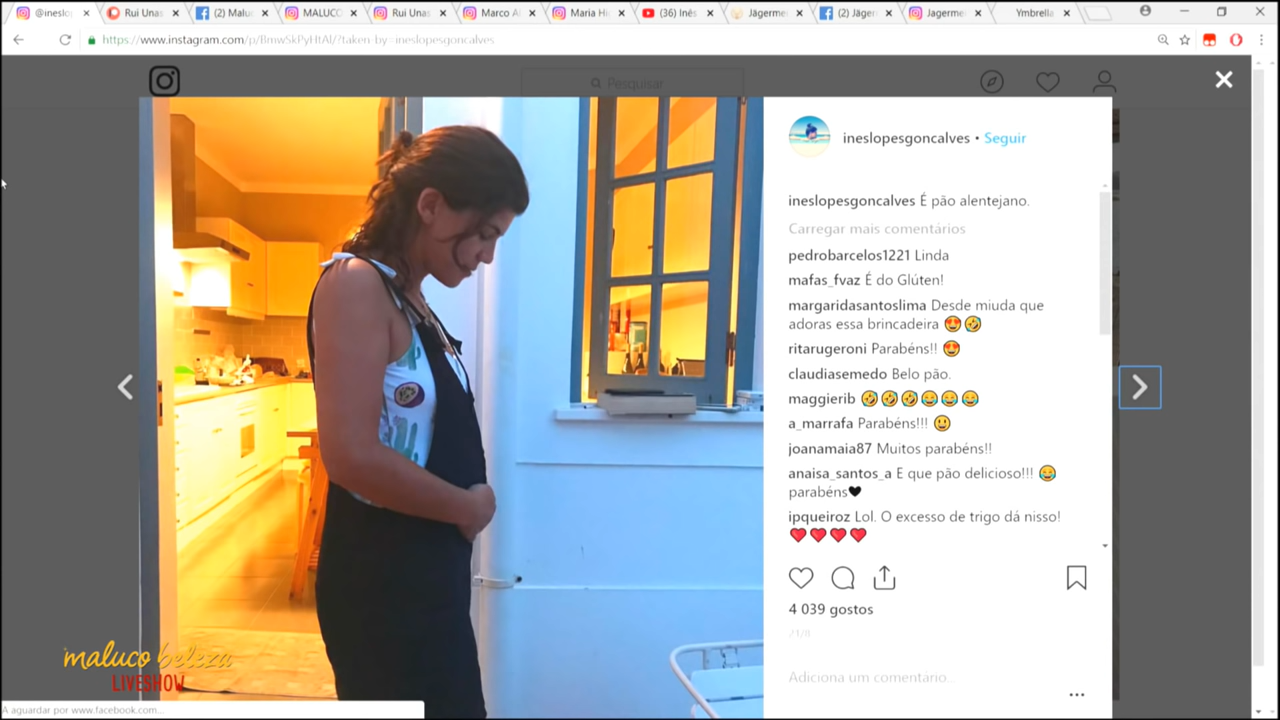 @ineslo
Rui Unas
(2) Maluc
MALUCO
Rui Unas
Marco A
Maria H
(36) Inês
Jägerme
(2) Jäger
Jagerme
Ymbrella
https://www.instagram.com/p/BmwSkPyHtAl/?taken-by=ineslopesgoncalves
Pesquisar
ineslopesgoncalves • Seguir
ineslopesgoncalves É pão alentejano.
Carregar mais comentários
pedrobarcelos1221 Linda
mafas_fvaz É do Glúten!
margaridasantoslima Desde miuda que
adoras essa brincadeira 😍🤣
ritarugeroni Parabéns!! 😍
claudiasemedo Belo pão.
maggierib 🤣🤣🤣😂😂😂
a_marrafa Parabéns!!! 😀
joanamaia87 Muitos parabéns!!
anaisa_santos_a E que pão delicioso!!! 😂
parabéns🖤
ipqueiroz Lol. O excesso de trigo dá nisso!
❤️❤️❤️❤️
4 039 gostos
21/8
Adiciona um comentário...
maluco beleza
LIVESHOW
A aguardar por www.facebook.com...